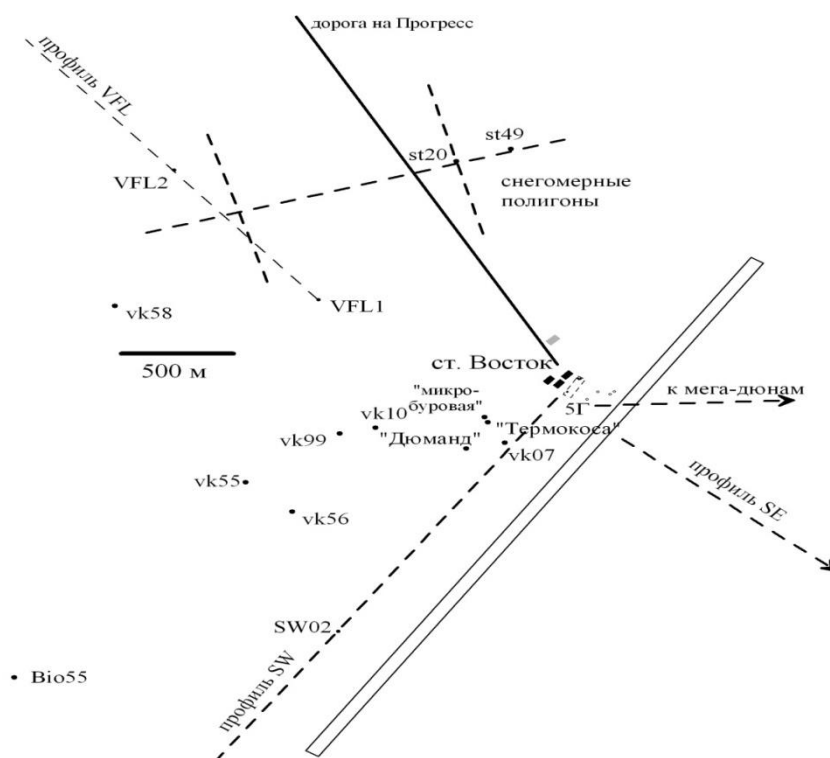 дорога на Прогресс
профиль VFL
st49
st20
VFL2
снегомерные
полигоны
vk58
VFL1
500 м
ст. Восток
к мега-дюнам
"микро-
буровая"
5Г
vk10
"Термокоса"
vk99
"Дюманд"
vk07
vk55
профиль SE
vk56
SW02
Bio55
профиль SW